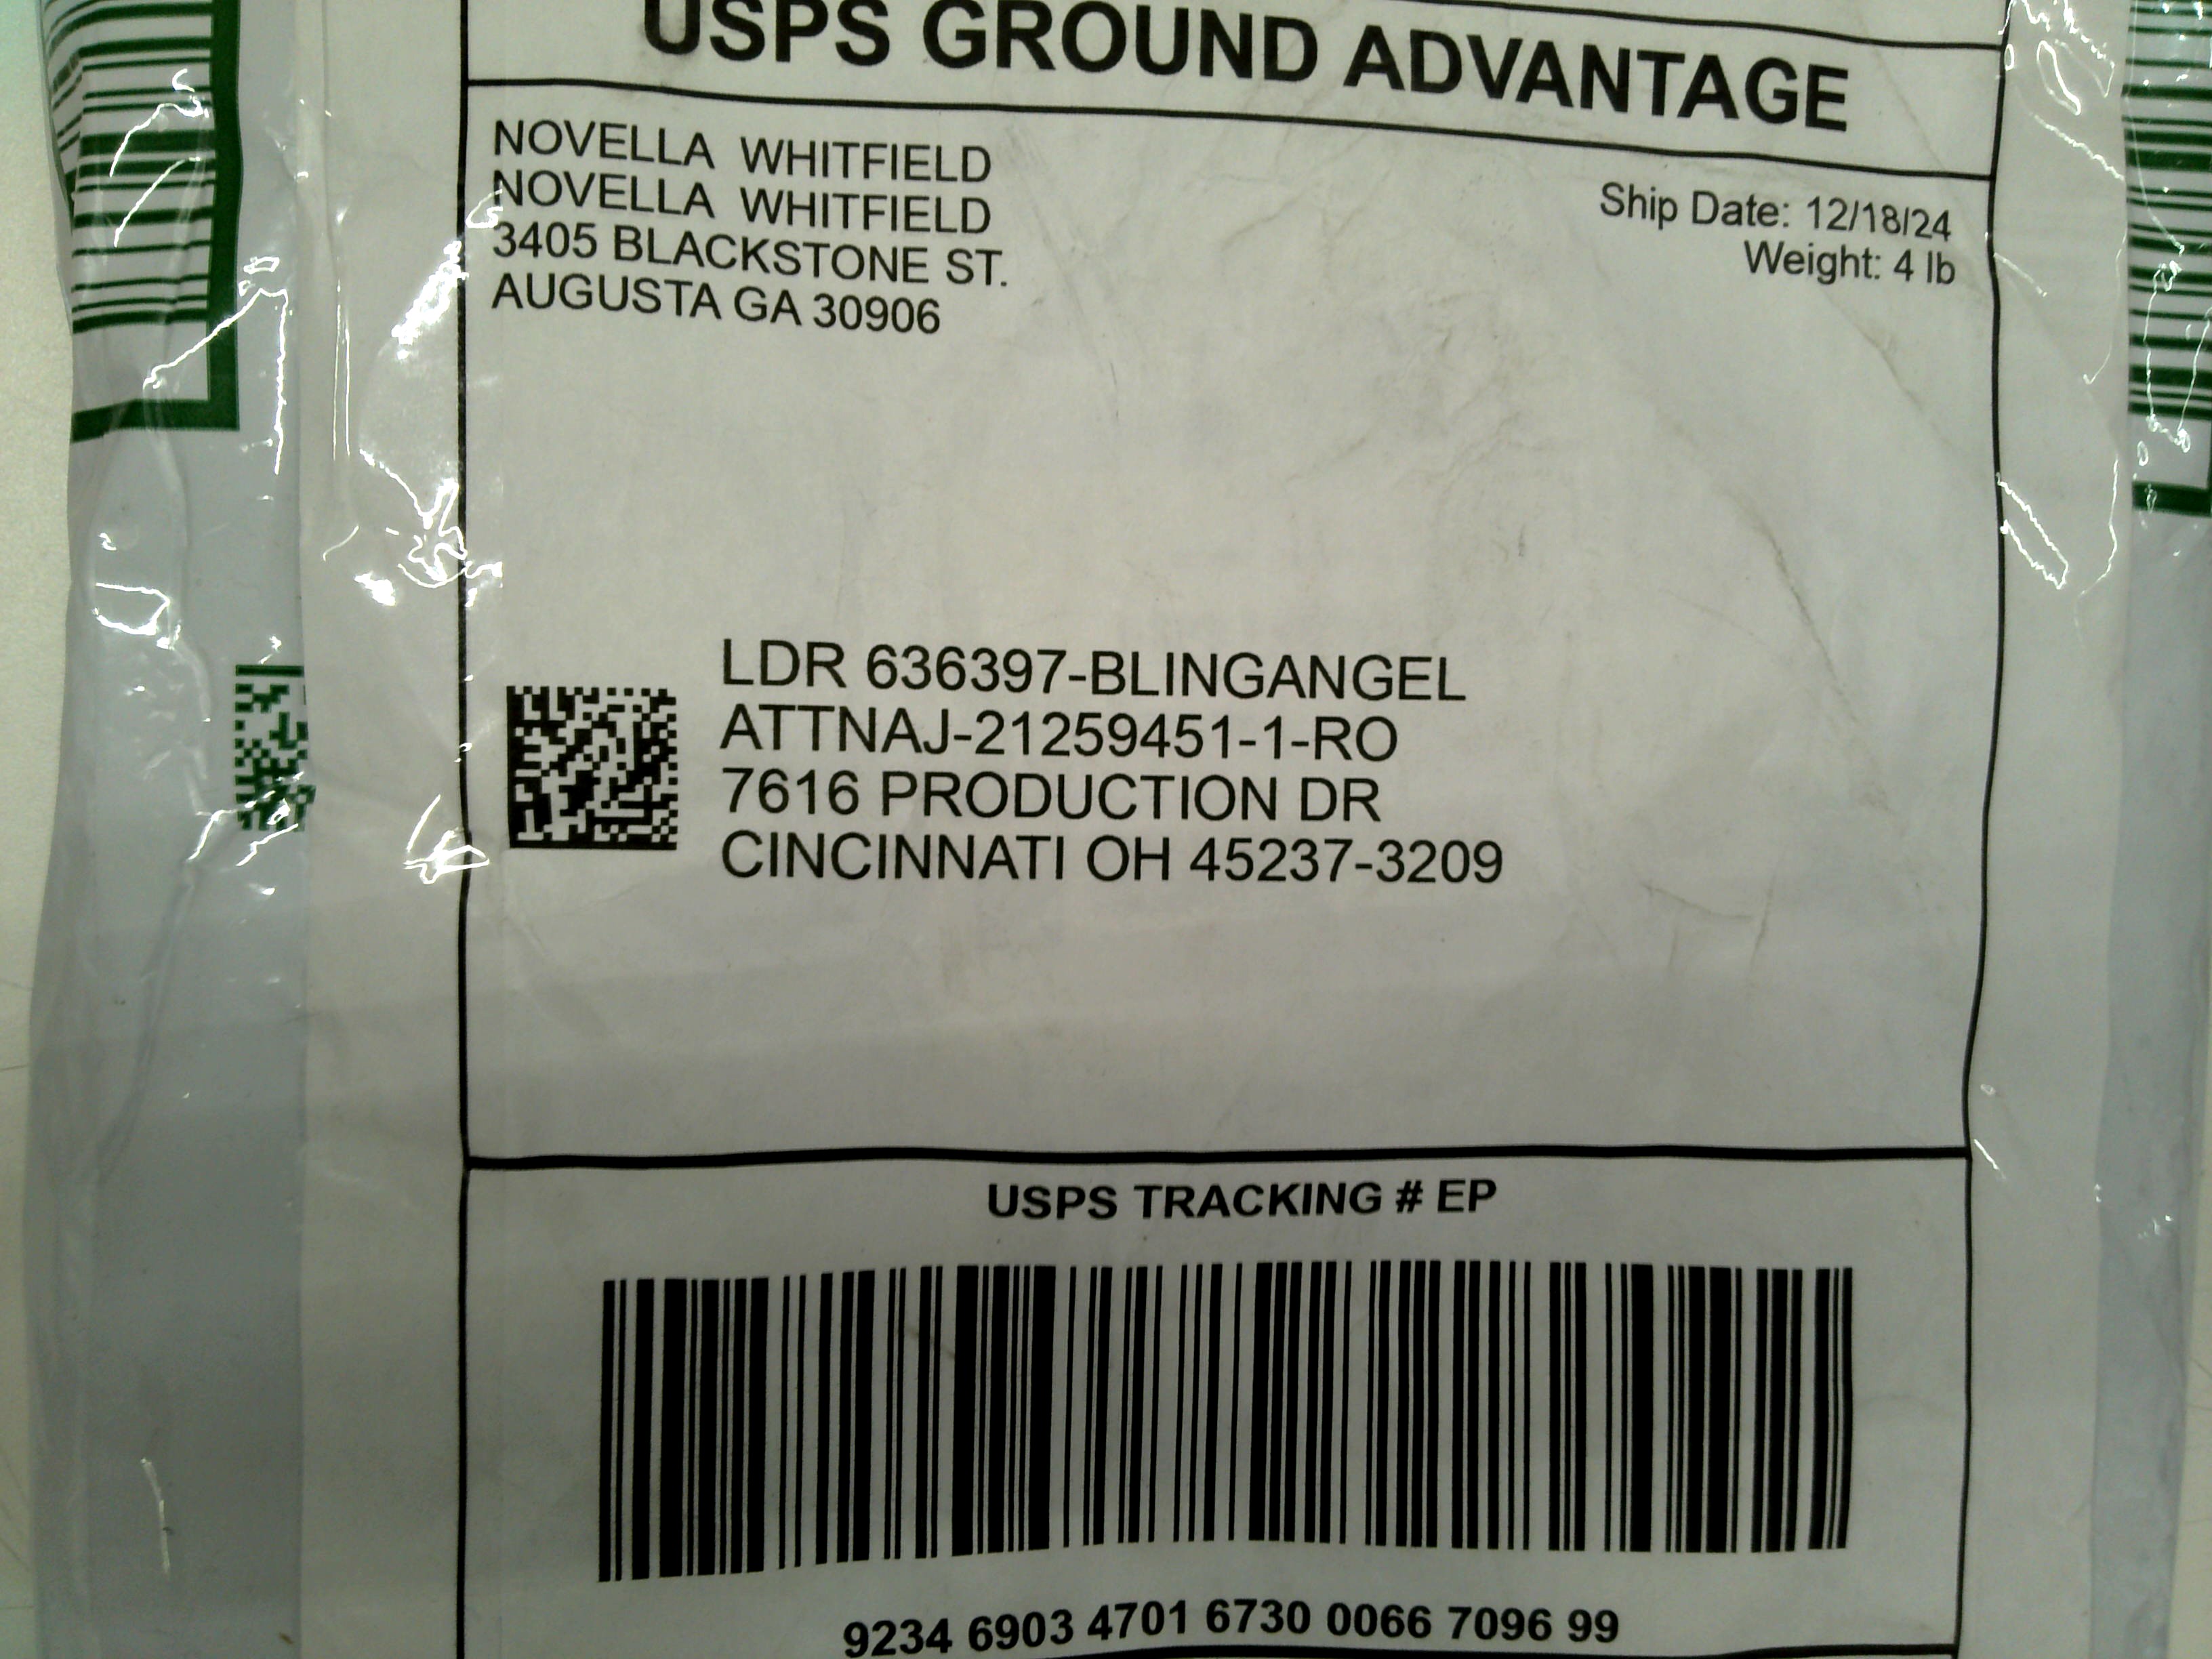 USPS GROUND ADVANTAGE
NOVELLA WHITFIELD
NOVELLA WHITFIELD
3405 BLACKSTONE ST.
AUGUSTA GA 30906
Ship Date: 12/18/24
Weight: 4 lb
LDR 636397-BLINGANGEL
ATTNAJ-21259451-1-RO
7616 PRODUCTION DR
CINCINNATI OH 45237-3209
USPS TRACKING # EP
9234 6903 4701 6730 0066 7096 99